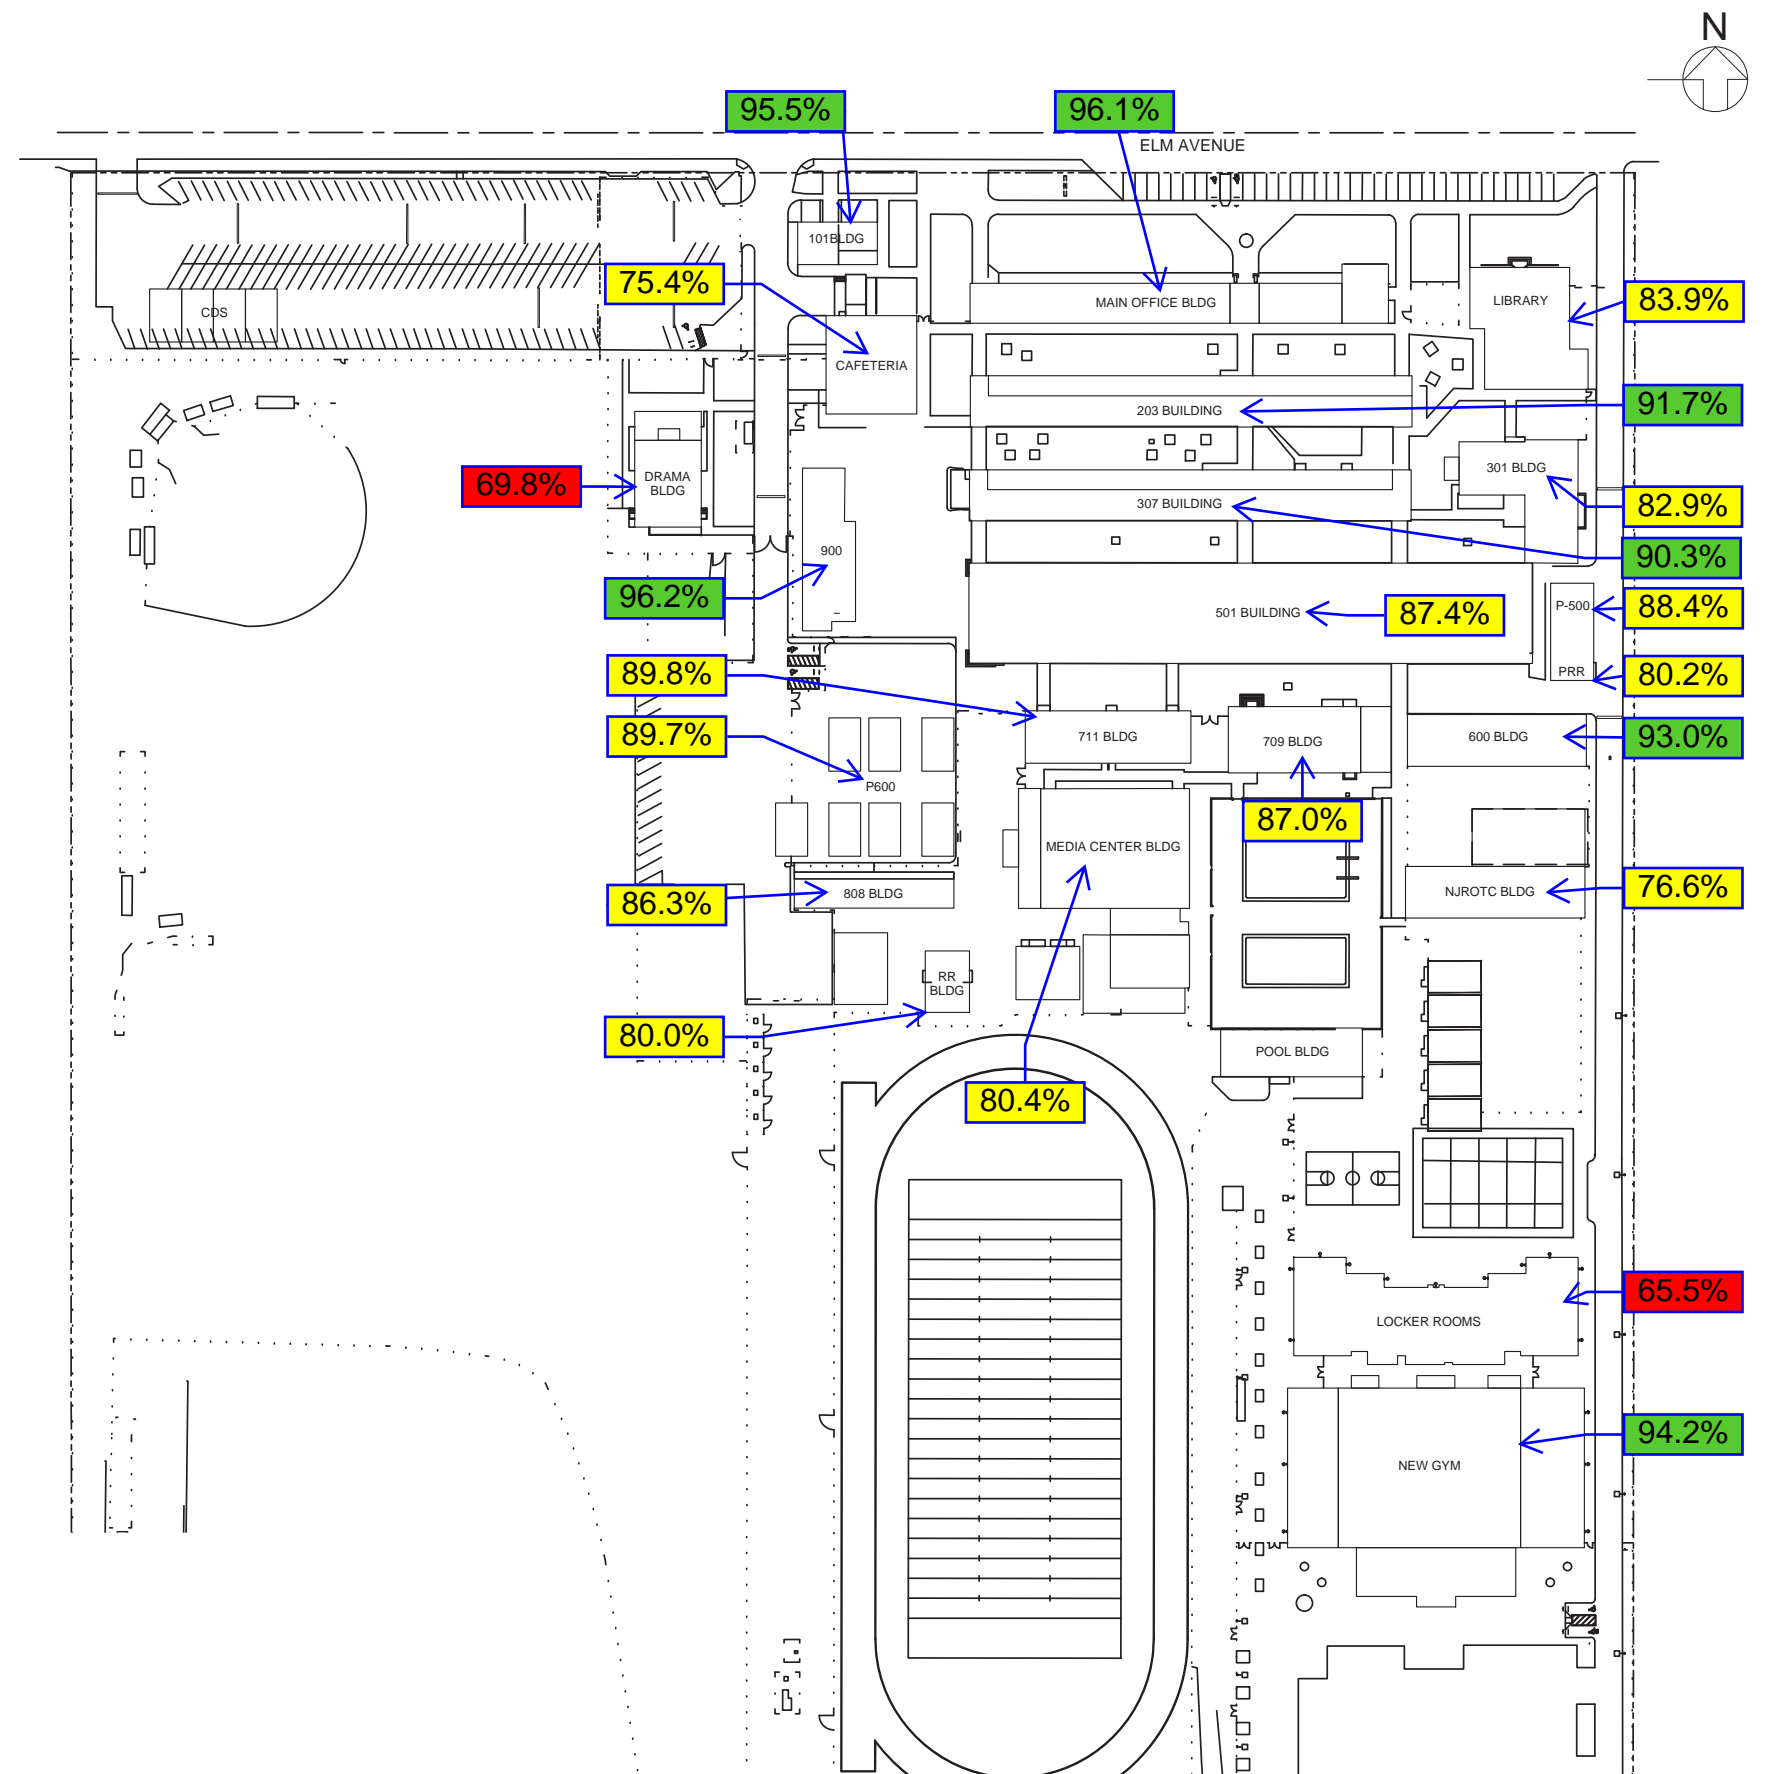 N
95.5%
96.1%
ELM AVENUE
101BLDG
75.4%
MAIN OFFICE BLDG
LIBRARY
83.9%
CDS
CAFETERIA
203 BUILDING
91.7%
69.8%
DRAMA
BLDG
301 BLDG
307 BUILDING
82.9%
900
90.3%
96.2%
501 BUILDING
87.4%
P-500
88.4%
89.8%
PRR
80.2%
89.7%
711 BLDG
709 BLDG
600 BLDG
93.0%
P600
87.0%
MEDIA CENTER BLDG
86.3%
808 BLDG
NJROTC BLDG
76.6%
RR
BLDG
80.0%
POOL BLDG
80.4%
65.5%
LOCKER ROOMS
94.2%
NEW GYM